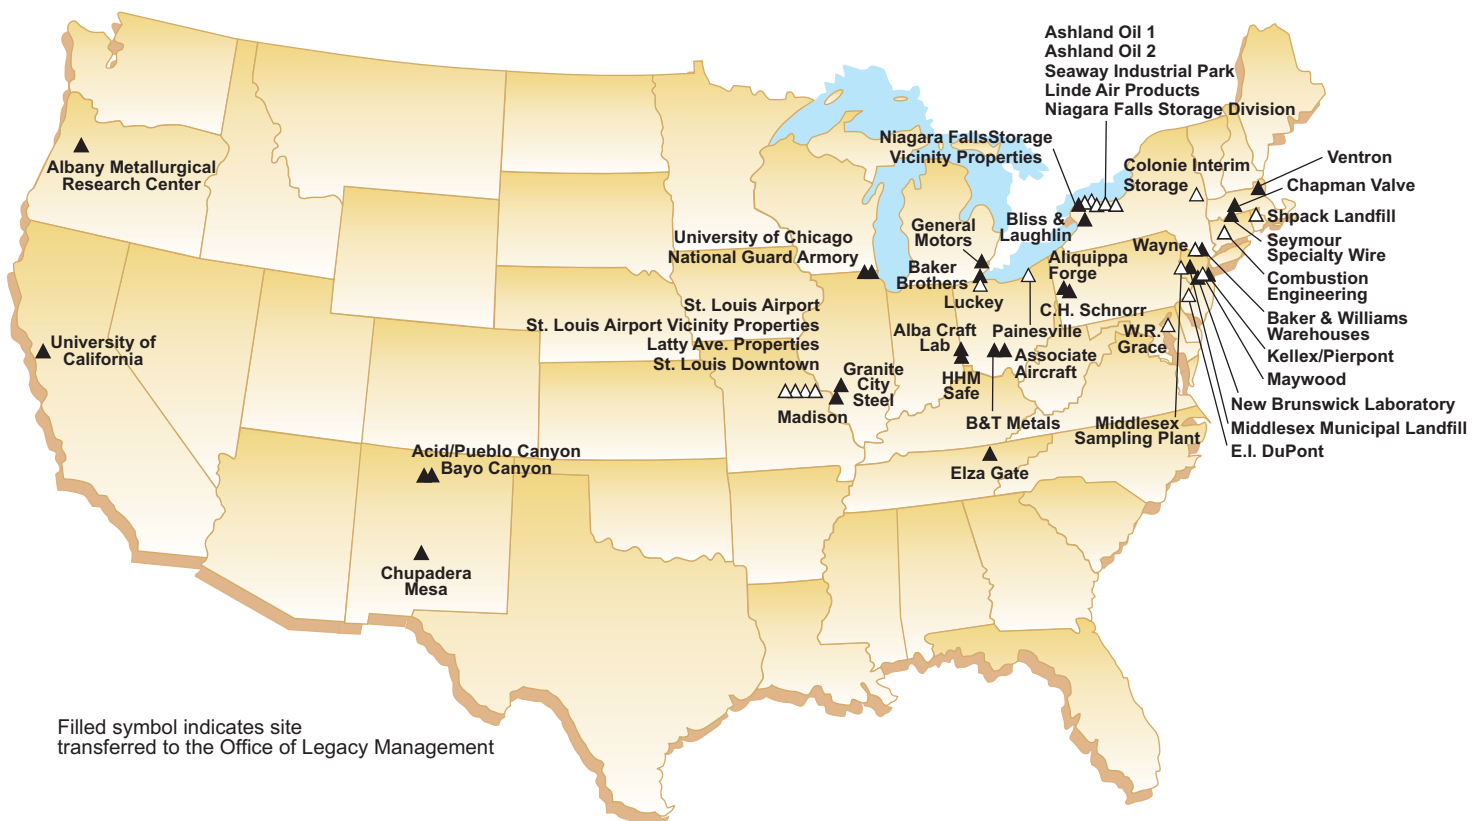 Ashland Oil 1
Ashland Oil 2
Seaway Industrial Park
Linde Air Products
Niagara Falls Storage Division
Niagara FallsStorage
Vicinity Properties
Colonie Interim
Storage
Ventron
Chapman Valve
Shpack Landfill
Seymour
Specialty Wire
Combustion
Engineering
Baker & Williams
Warehouses
Kellex/Pierpont
Maywood
New Brunswick Laboratory
Middlesex Municipal Landfill
E.I. DuPont
Albany Metallurgical
Research Center
University of
California
University of Chicago
National Guard Armory
General
Motors
Bliss &
Laughlin
Baker
Brothers
Luckey
Aliquippa
Forge
C.H. Schnorr
Painesville
Wayne
W.R.
Grace
St. Louis Airport
St. Louis Airport Vicinity Properties
Latty Ave. Properties
St. Louis Downtown
Alba Craft
Lab
HHM
Safe
Associate
Aircraft
B&T Metals
Granite
City
Steel
Madison
Middlesex
Sampling Plant
Elza Gate
Acid/Pueblo Canyon
Bayo Canyon
Chupadera
Mesa
Filled symbol indicates site
transferred to the Office of Legacy Management